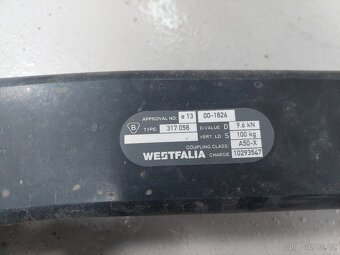 APPROVAL NO e 13 00-1826
B TYPE 317 058 D-VALUE D 9,6 kN
VERT. LD. S 100 kg
COUPLING CLASS A50-X
WESTFALIA CHARGE 10293547